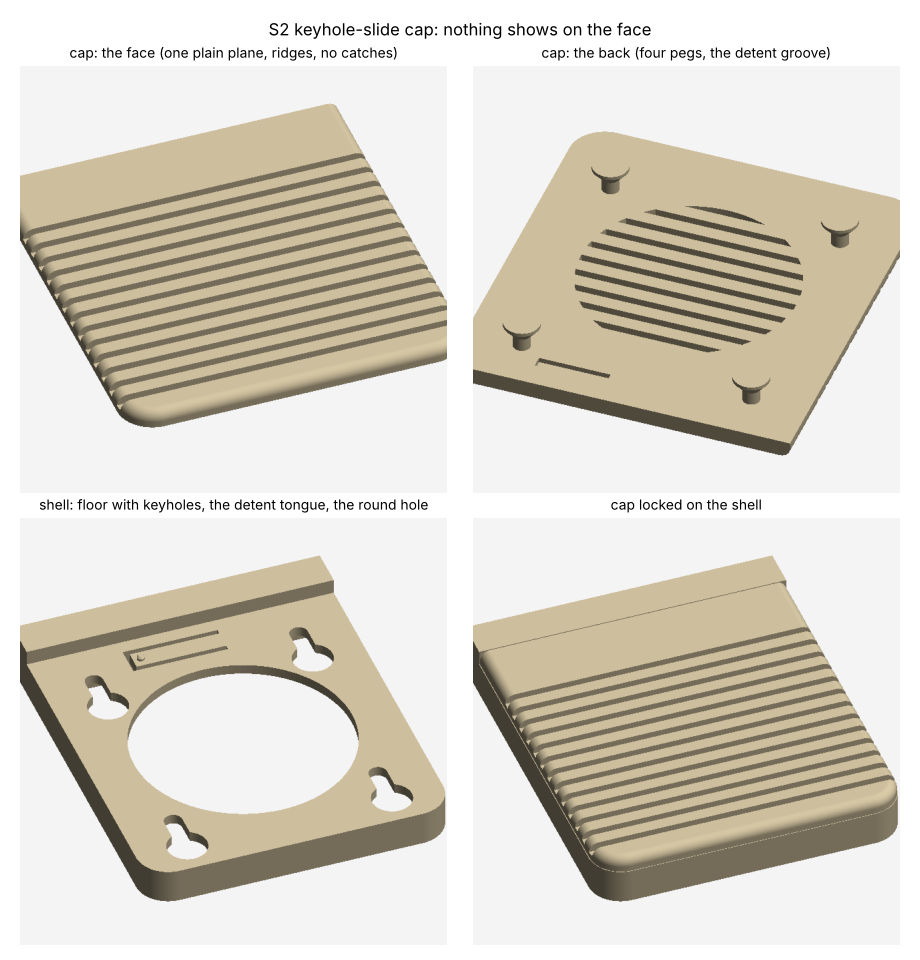 S2 keyhole-slide cap: nothing shows on the face
cap: the face (one plain plane, ridges, no catches)
cap: the back (four pegs, the detent groove)
shell: floor with keyholes, the detent tongue, the round hole
cap locked on the shell